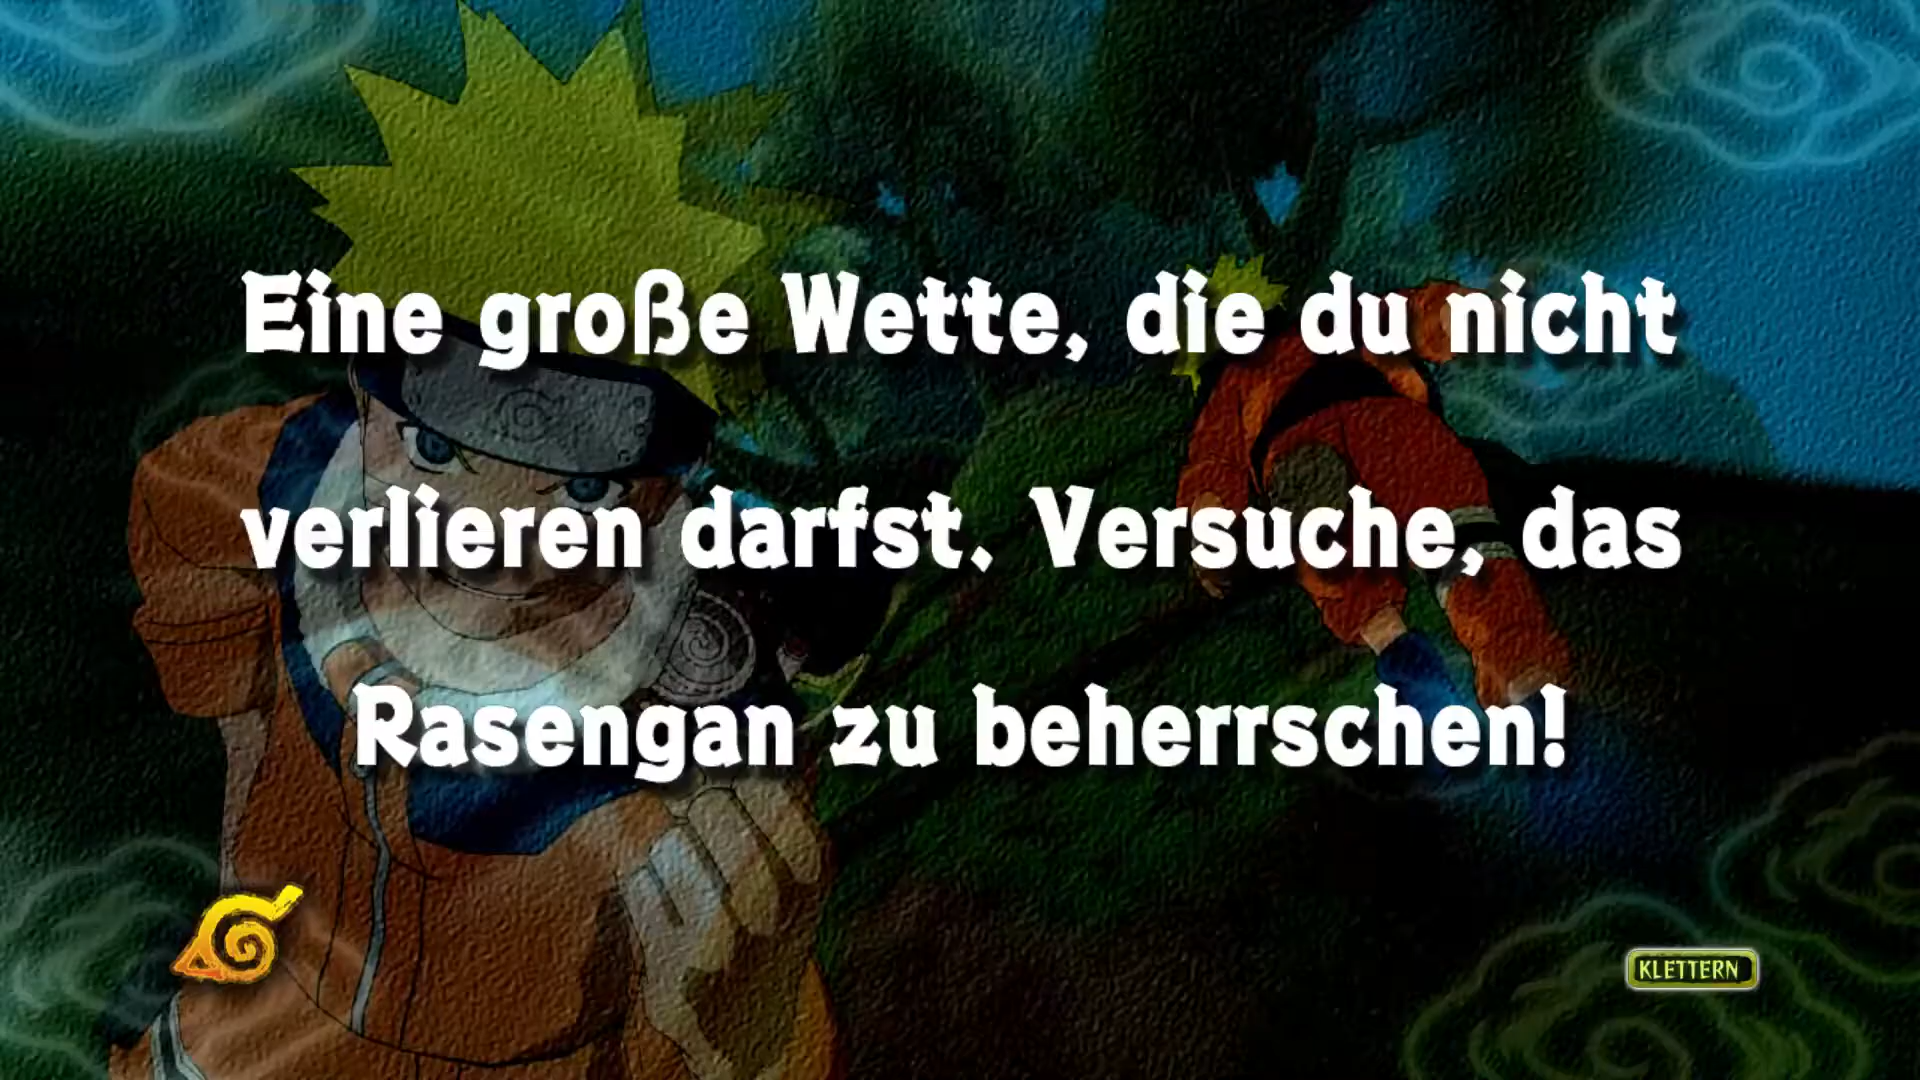 Eine große Wette, die du nicht
verlieren darfst. Versuche, das
Rasengan zu beherrschen!
KLETTERN